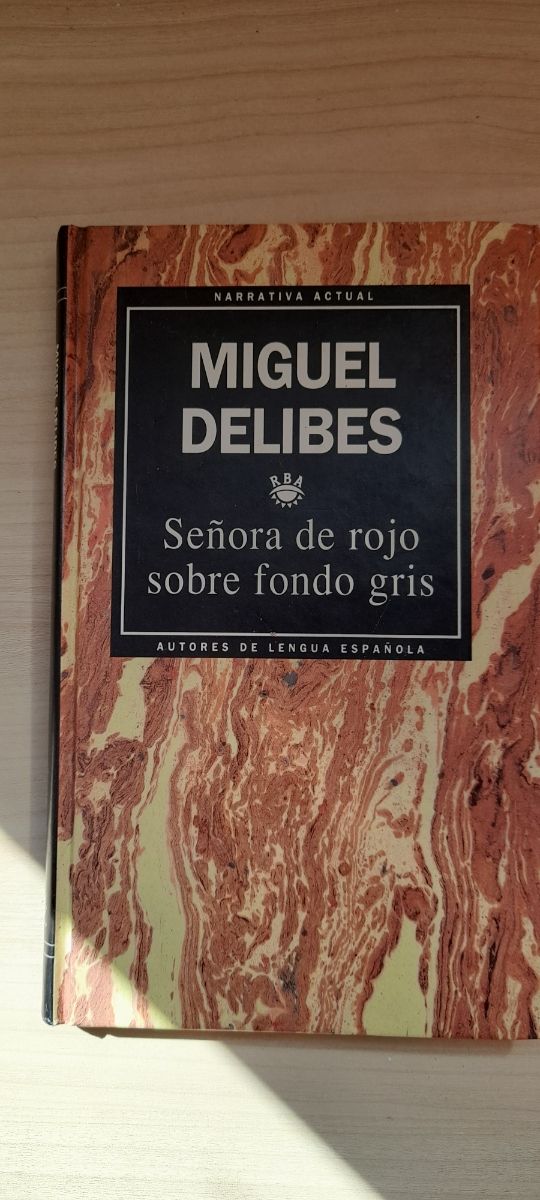 NARRATIVA ACTUAL
MIGUEL
DELIBES
RBA
Señora de rojo
sobre fondo gris
AUTORES DE LENGUA ESPAÑOLA